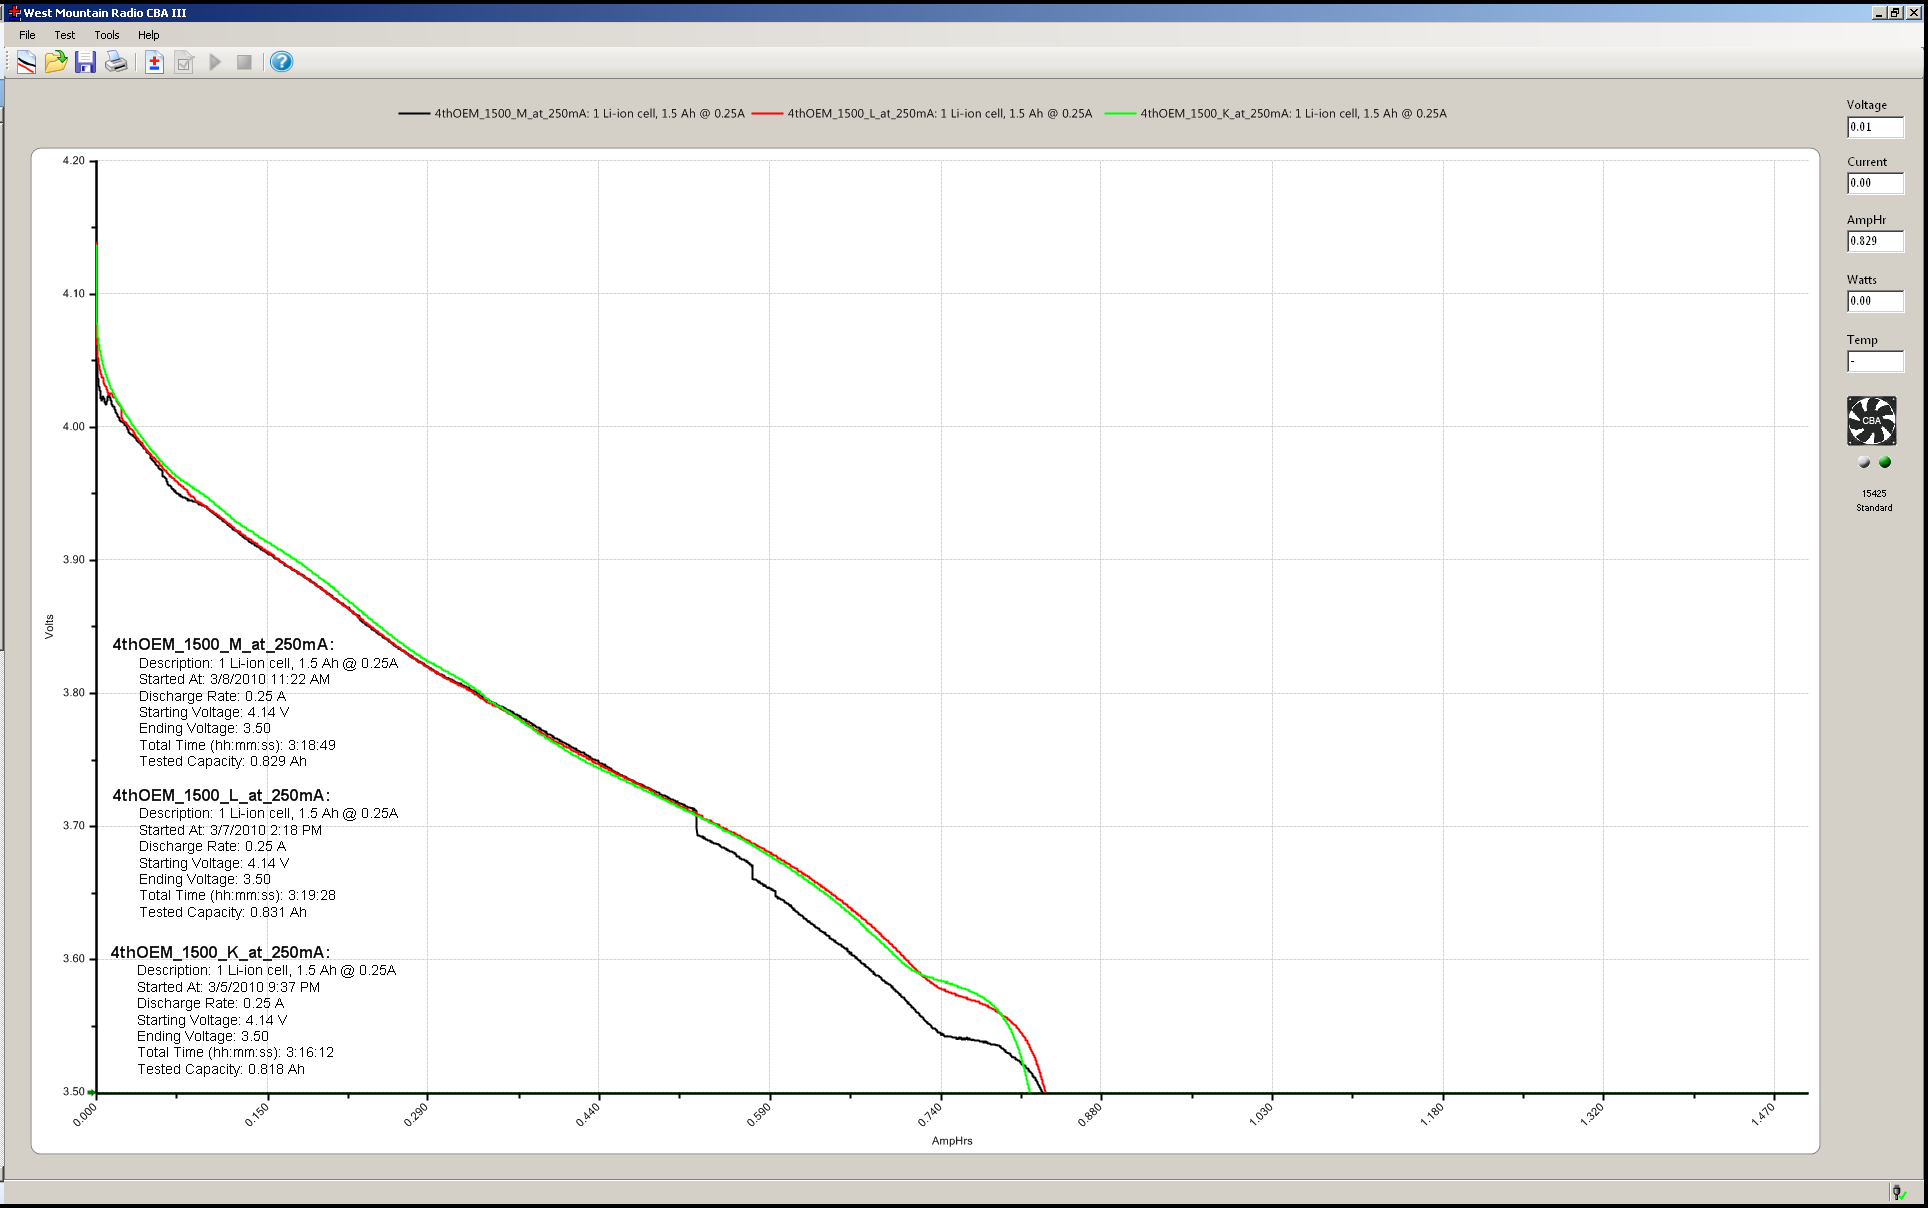 West Mountain Radio CBA III
File Test Tools Help
4thOEM_1500_M_at_250mA: 1 Li-ion cell, 1.5 Ah @ 0.25A 4thOEM_1500_L_at_250mA: 1 Li-ion cell, 1.5 Ah @ 0.25A 4thOEM_1500_K_at_250mA: 1 Li-ion cell, 1.5 Ah @ 0.25A
Voltage
0.01
Current
0.00
AmpHr
0.829
Watts
0.00
Temp
-
CBA
15425
Standard
4.20
4.10
4.00
3.90
3.80
3.70
3.60
3.50
Volts
4thOEM_1500_M_at_250mA:
Description: 1 Li-ion cell, 1.5 Ah @ 0.25A
Started At: 3/8/2010 11:22 AM
Discharge Rate: 0.25 A
Starting Voltage: 4.14 V
Ending Voltage: 3.50
Total Time (hh:mm:ss): 3:18:49
Tested Capacity: 0.829 Ah
4thOEM_1500_L_at_250mA:
Description: 1 Li-ion cell, 1.5 Ah @ 0.25A
Started At: 3/7/2010 2:18 PM
Discharge Rate: 0.25 A
Starting Voltage: 4.14 V
Ending Voltage: 3.50
Total Time (hh:mm:ss): 3:19:28
Tested Capacity: 0.831 Ah
4thOEM_1500_K_at_250mA:
Description: 1 Li-ion cell, 1.5 Ah @ 0.25A
Started At: 3/5/2010 9:37 PM
Discharge Rate: 0.25 A
Starting Voltage: 4.14 V
Ending Voltage: 3.50
Total Time (hh:mm:ss): 3:16:12
Tested Capacity: 0.818 Ah
0.000 0.150 0.290 0.440 0.590 0.740 0.880 1.030 1.180 1.320 1.470
AmpHrs